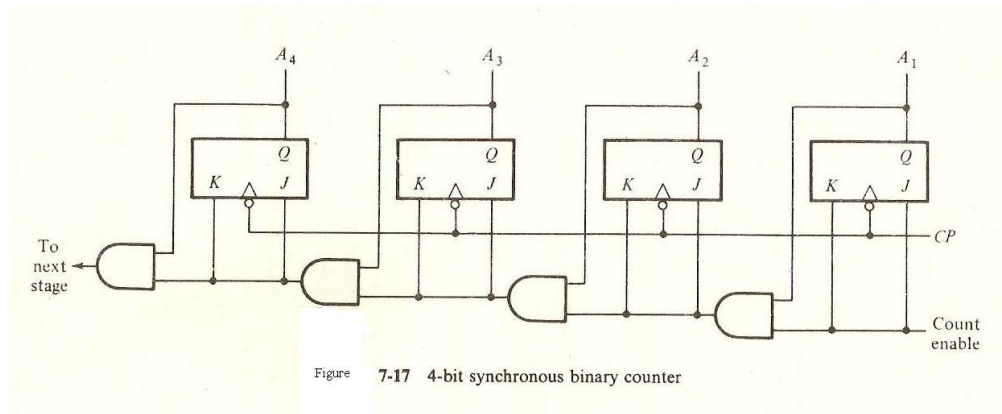 A4
A3
A2
A1
Q
Q
Q
Q
K
J
K
J
K
J
K
J
CP
To
next
stage
Count
enable
Figure 7-17 4-bit synchronous binary counter